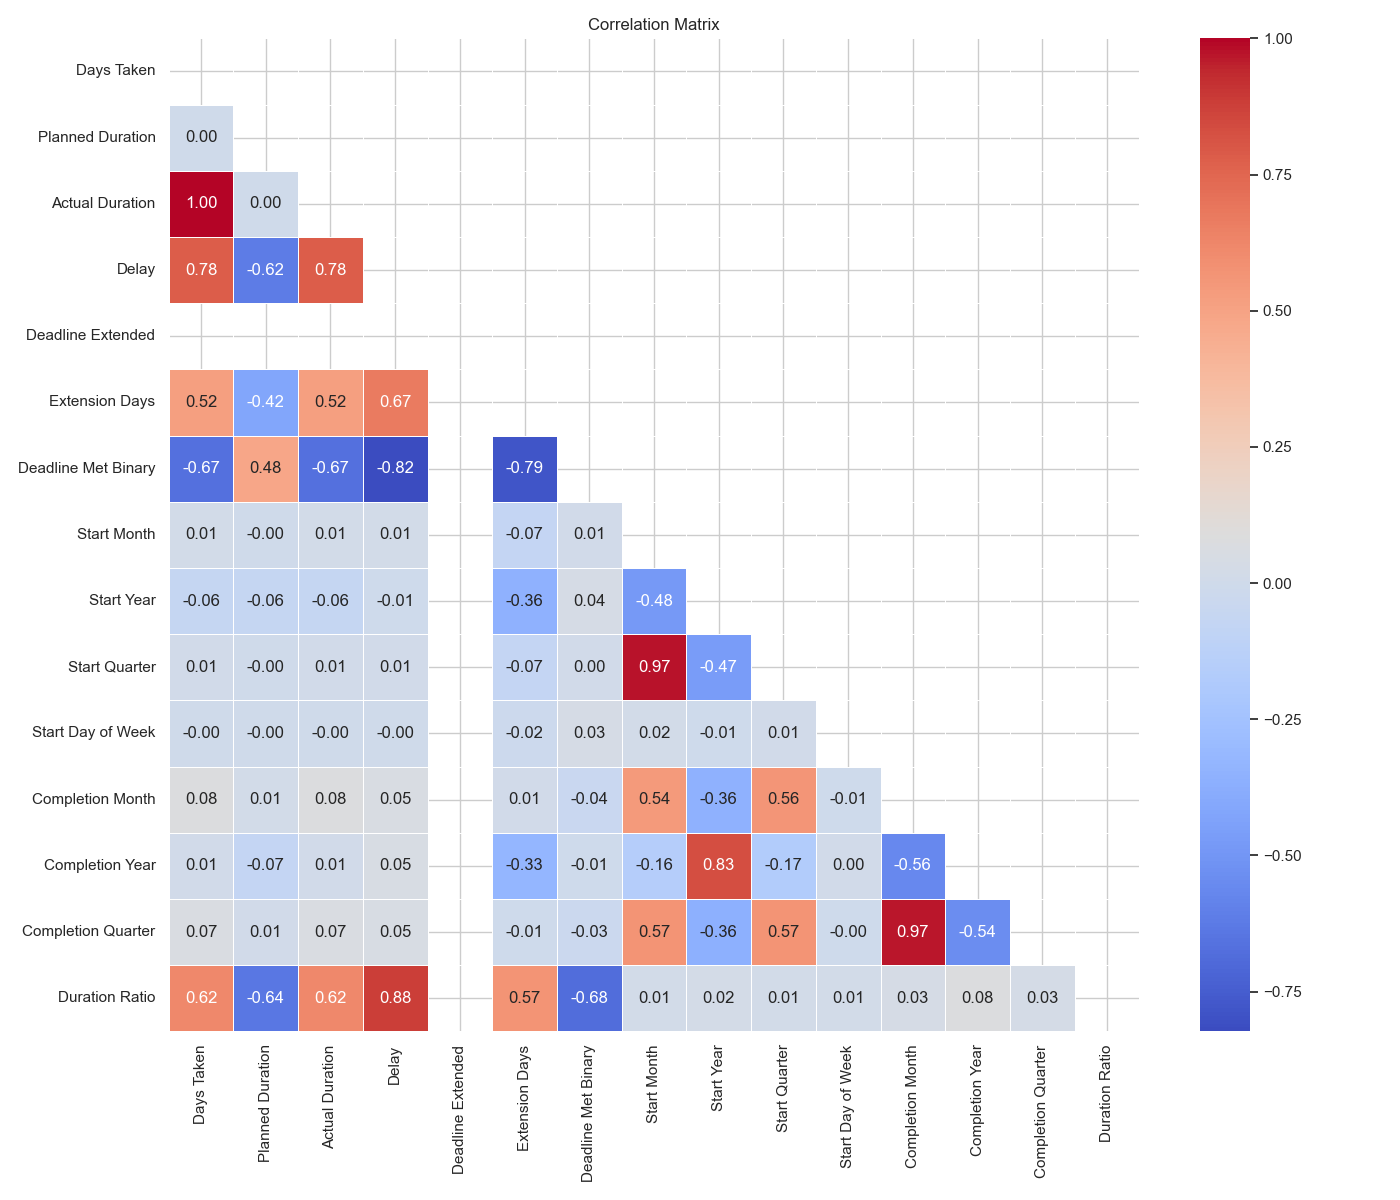 Correlation Matrix
Days Taken
Planned Duration 0.00
Actual Duration 1.00 0.00
Delay 0.78 -0.62 0.78
Deadline Extended
Extension Days 0.52 -0.42 0.52 0.67
Deadline Met Binary -0.67 0.48 -0.67 -0.82 -0.79
Start Month 0.01 -0.00 0.01 0.01 -0.07 0.01
Start Year -0.06 -0.06 -0.06 -0.01 -0.36 0.04 -0.48
Start Quarter 0.01 -0.00 0.01 0.01 -0.07 0.00 0.97 -0.47
Start Day of Week -0.00 -0.00 -0.00 -0.00 -0.02 0.03 0.02 -0.01 0.01
Completion Month 0.08 0.01 0.08 0.05 0.01 -0.04 0.54 -0.36 0.56 -0.01
Completion Year 0.01 -0.07 0.01 0.05 -0.33 -0.01 -0.16 0.83 -0.17 0.00 -0.56
Completion Quarter 0.07 0.01 0.07 0.05 -0.01 -0.03 0.57 -0.36 0.57 -0.00 0.97 -0.54
Duration Ratio 0.62 -0.64 0.62 0.88 0.57 -0.68 0.01 0.02 0.01 0.01 0.03 0.08 0.03
Days Taken
Planned Duration
Actual Duration
Delay
Deadline Extended
Extension Days
Deadline Met Binary
Start Month
Start Year
Start Quarter
Start Day of Week
Completion Month
Completion Year
Completion Quarter
Duration Ratio
1.00
0.75
0.50
0.25
0.00
−0.25
−0.50
−0.75